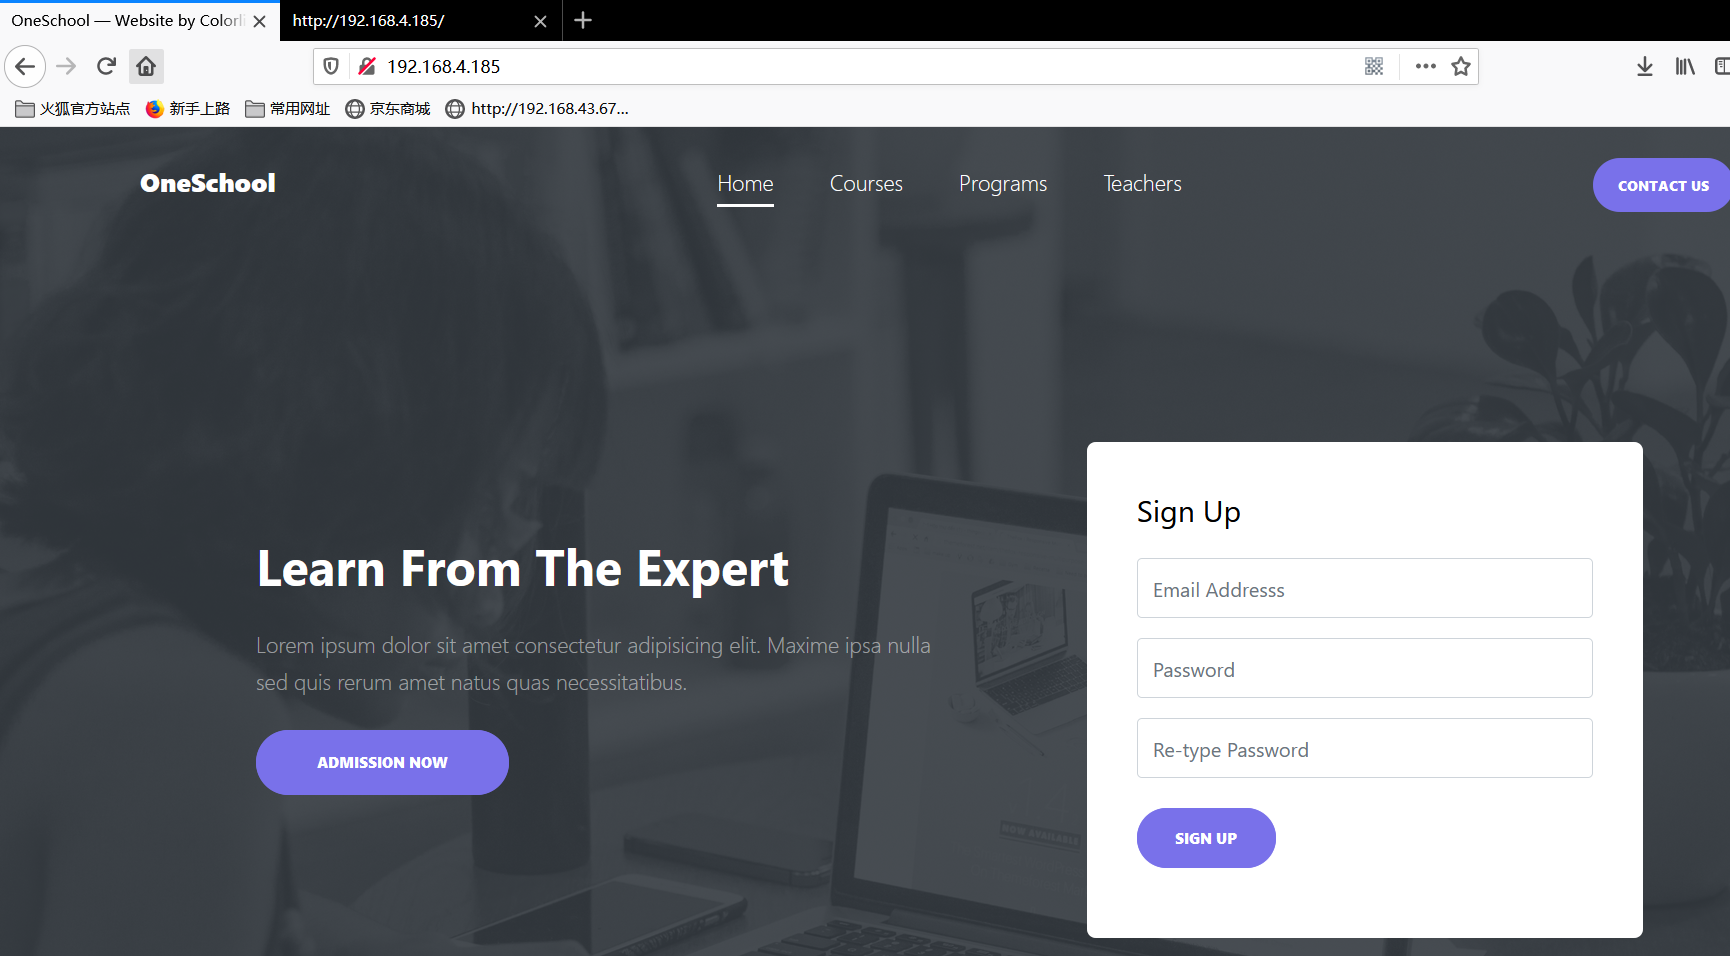 OneSchool — Website by Colorli
http://192.168.4.185/
192.168.4.185
火狐官方站点 新手上路 常用网址 京东商城 http://192.168.43.67...
OneSchool Home Courses Programs Teachers CONTACT US
Sign Up
Email Addresss
Learn From The Expert
Lorem ipsum dolor sit amet consectetur adipisicing elit. Maxime ipsa nulla
sed quis rerum amet natus quas necessitatibus.
Password
Re-type Password
ADMISSION NOW
SIGN UP
NOW AVAILABLE